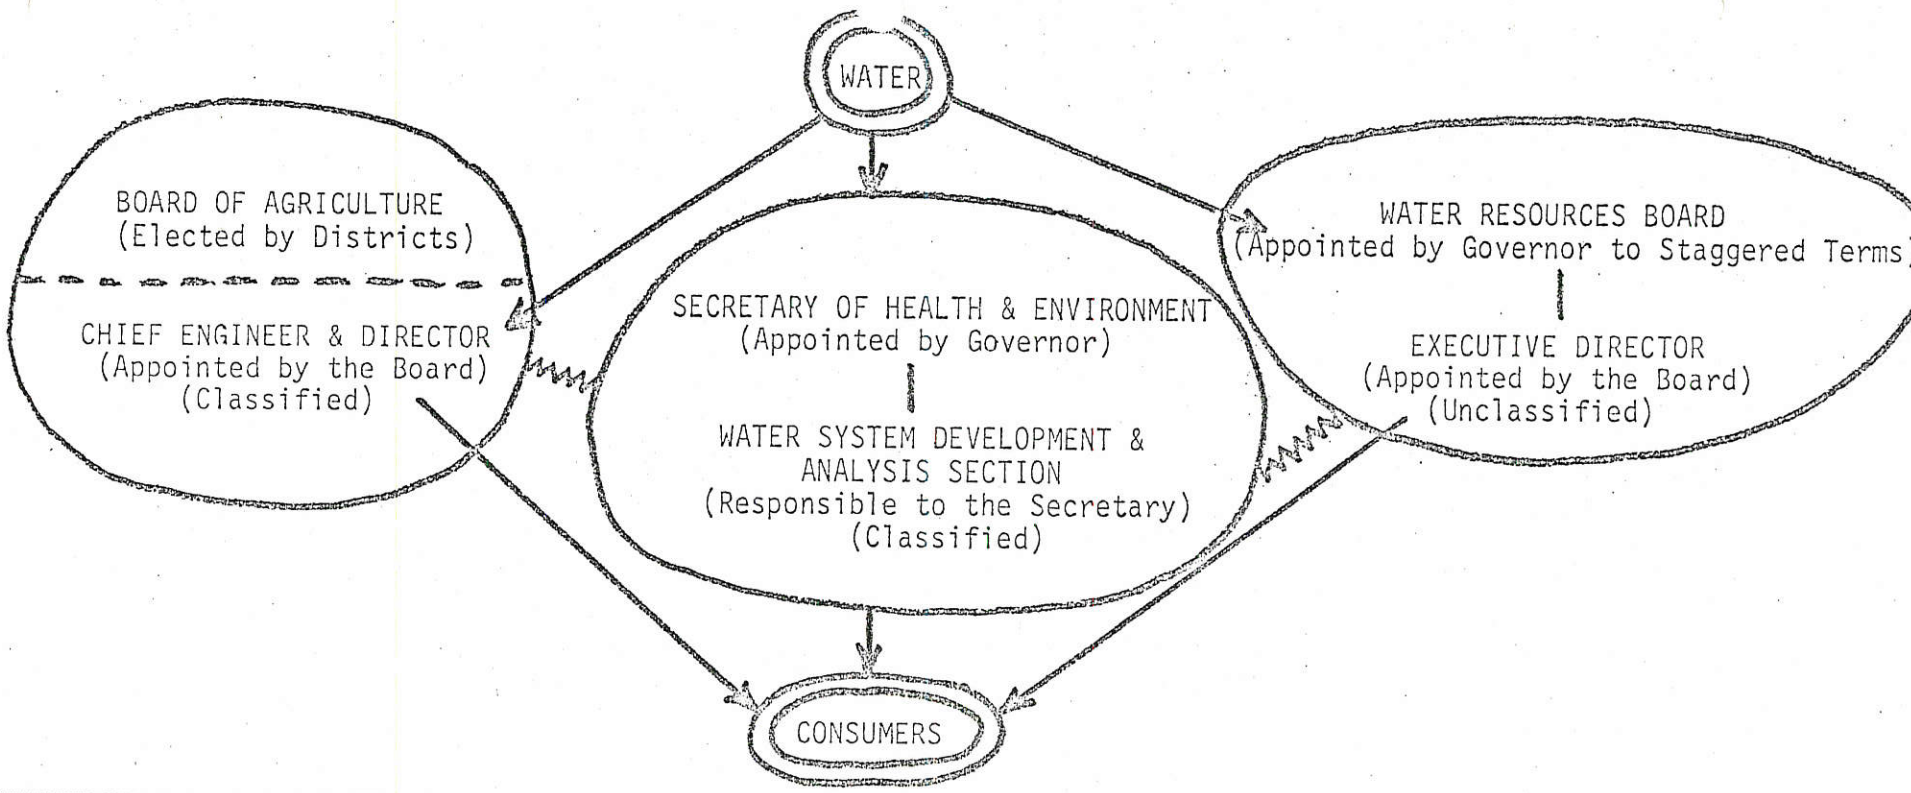 WATER
BOARD OF AGRICULTURE
(Elected by Districts)
CHIEF ENGINEER & DIRECTOR
(Appointed by the Board)
(Classified)
SECRETARY OF HEALTH & ENVIRONMENT
(Appointed by Governor)
WATER SYSTEM DEVELOPMENT &
ANALYSIS SECTION
(Responsible to the Secretary)
(Classified)
WATER RESOURCES BOARD
(Appointed by Governor to Staggered Terms)
EXECUTIVE DIRECTOR
(Appointed by the Board)
(Unclassified)
CONSUMERS